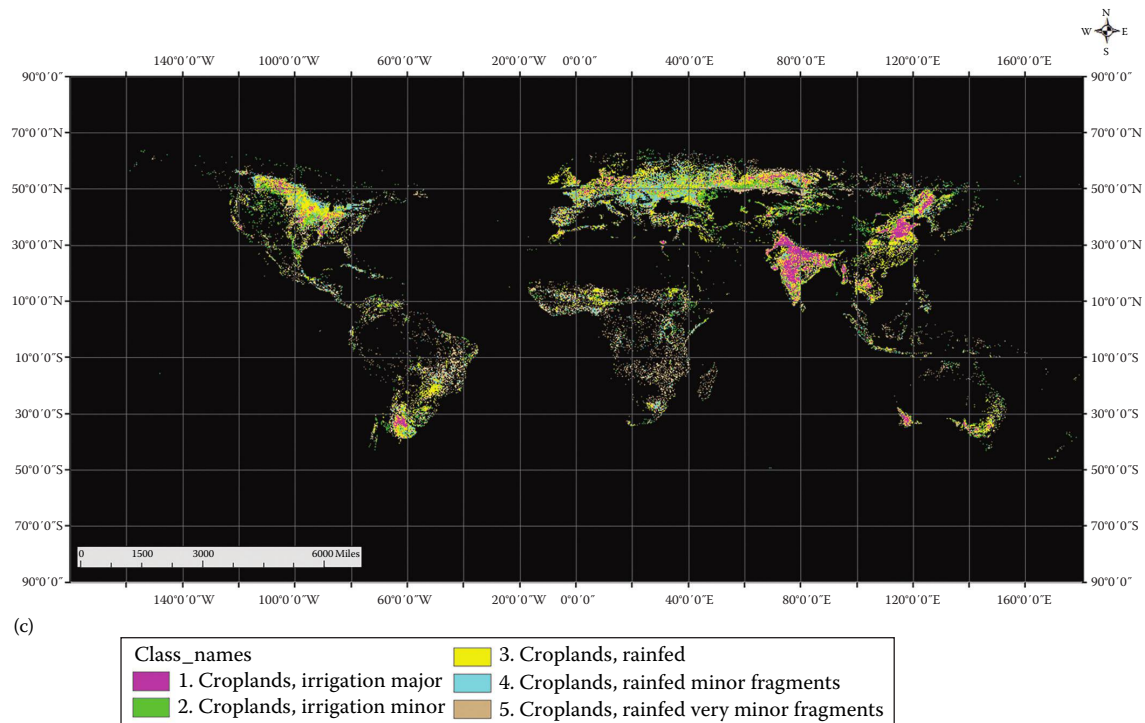 N
W E
S
140°0′0″W 100°0′0″W 60°0′0″W 20°0′0″W 0°0′0″E 40°0′0″E 80°0′0″E 120°0′0″E 160°0′0″E
90°0′0″N 90°0′0″N
70°0′0″N 70°0′0″N
50°0′0″N 50°0′0″N
30°0′0″N 30°0′0″N
10°0′0″N 10°0′0″N
10°0′0″S 10°0′0″S
30°0′0″S 30°0′0″S
50°0′0″S 50°0′0″S
70°0′0″S 70°0′0″S
0 1500 3000 6000 Miles
90°0′0″S 90°0′0″S
140°0′0″W 100°0′0″W 60°0′0″W 20°0′0″W 0°0′0″E 40°0′0″E 80°0′0″E 120°0′0″E 160°0′0″E
(c)
Class_names
1. Croplands, irrigation major
2. Croplands, irrigation minor
3. Croplands, rainfed
4. Croplands, rainfed minor fragments
5. Croplands, rainfed very minor fragments